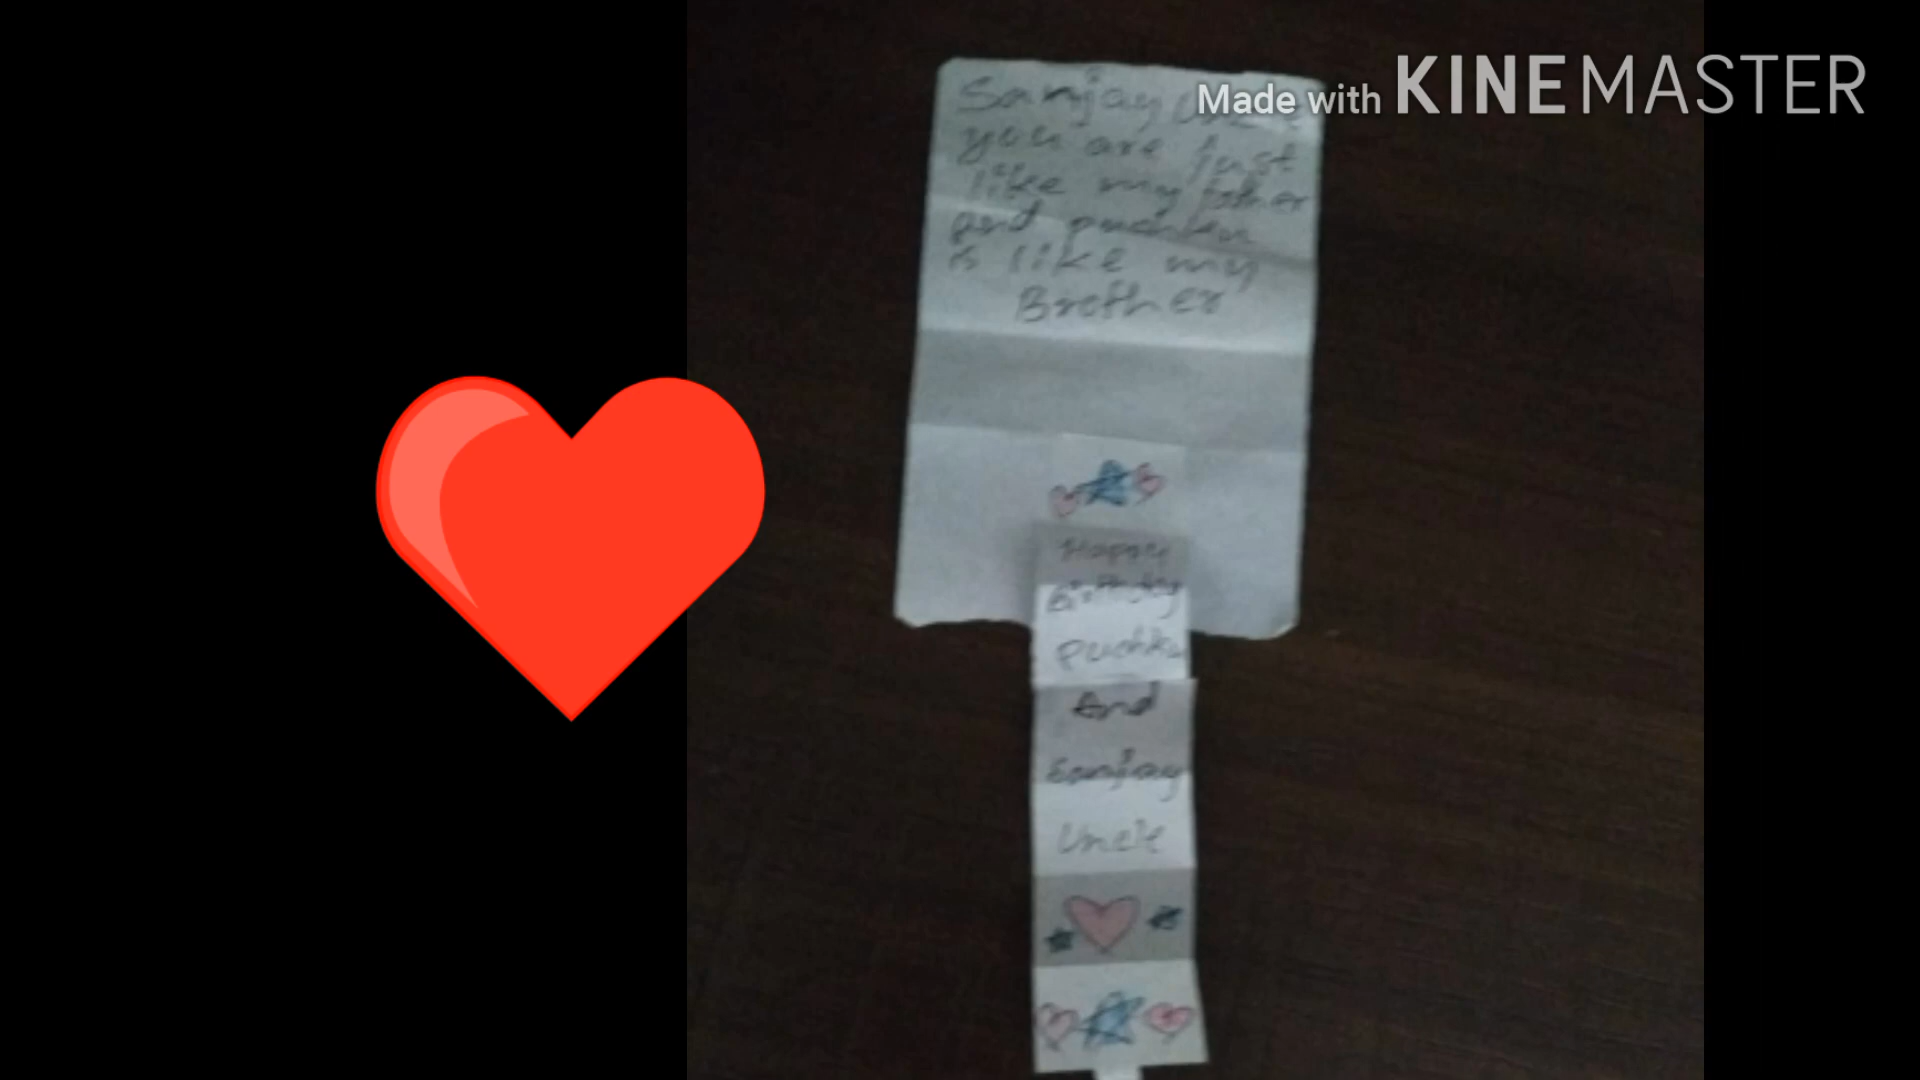 Made with KINEMASTER
Sanjay
you are just
like my father
and
is like my
Brother
Happy
Birthday
Puchku
And
Sanjay
Uncle